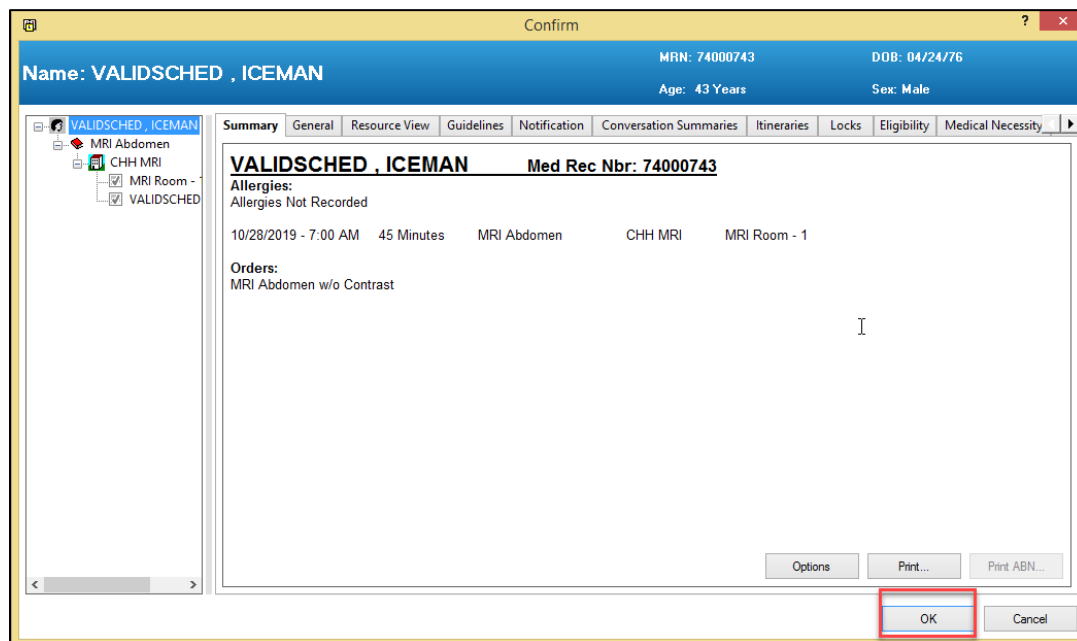 Confirm
? ×
Name: VALIDSCHED , ICEMAN
MRN: 74000743 DOB: 04/24/76
Age: 43 Years Sex: Male
VALIDSCHED , ICEMAN
MRI Abdomen
CHH MRI
MRI Room - 1
VALIDSCHED
Summary General Resource View Guidelines Notification Conversation Summaries Itineraries Locks Eligibility Medical Necessity
VALIDSCHED , ICEMAN Med Rec Nbr: 74000743
Allergies:
Allergies Not Recorded
10/28/2019 - 7:00 AM 45 Minutes MRI Abdomen CHH MRI MRI Room - 1
Orders:
MRI Abdomen w/o Contrast
Options Print... Print ABN...
OK Cancel